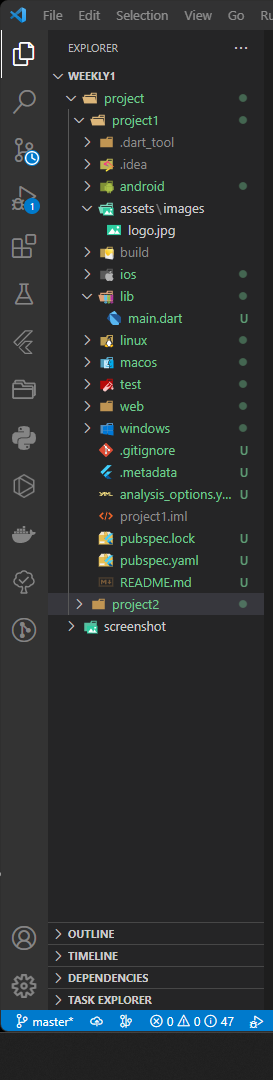 File Edit Selection View Go Ru
EXPLORER ...
WEEKLY1
project
project1
.dart_tool
.idea
android
assets\images
logo.jpg
build
ios
lib
main.dart U
linux
macos
test
web
windows
.gitignore U
.metadata U
analysis_options.y... U
project1.iml
pubspec.lock U
pubspec.yaml U
README.md U
project2
screenshot
1
OUTLINE
TIMELINE
DEPENDENCIES
TASK EXPLORER
master* 0 0 47